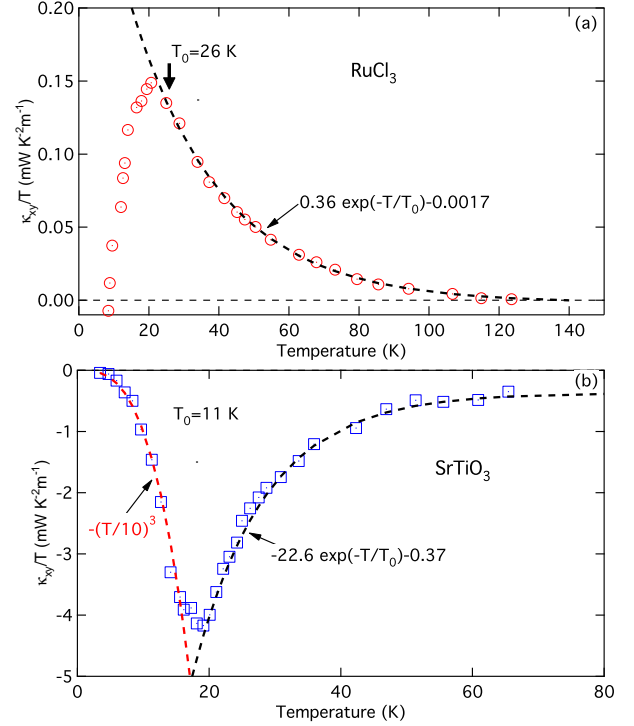 (a)
T₀=26 K
RuCl₃
0.36 exp(-T/T₀)-0.0017
κxy/T (mW K⁻²m⁻¹)
0.20
0.15
0.10
0.05
0.00
0 20 40 60 80 100 120 140
Temperature (K)
(b)
T₀=11 K
SrTiO₃
-(T/10)³
-22.6 exp(-T/T₀)-0.37
κxy/T (mW K⁻²m⁻¹)
0
-1
-2
-3
-4
-5
0 20 40 60 80
Temperature (K)